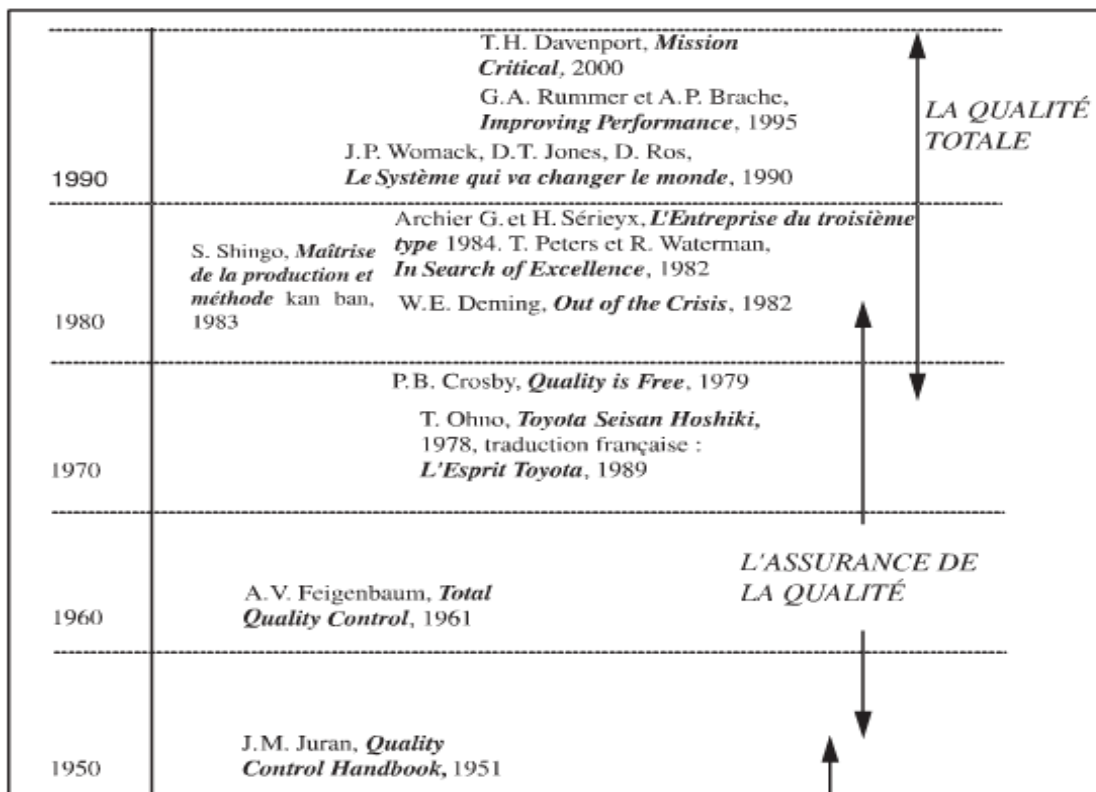 T.H. Davenport, Mission
Critical, 2000
G.A. Rummer et A.P. Brache,
Improving Performance, 1995
LA QUALITÉ
TOTALE
J.P. Womack, D.T. Jones, D. Ros,
Le Système qui va changer le monde, 1990
1990
Archier G. et H. Sérieyx, L'Entreprise du troisième
type 1984. T. Peters et R. Waterman,
In Search of Excellence, 1982
S. Shingo, Maîtrise
de la production et
méthode kan ban,
1983
W.E. Deming, Out of the Crisis, 1982
1980
P.B. Crosby, Quality is Free, 1979
T. Ohno, Toyota Seisan Hoshiki,
1978, traduction française :
L'Esprit Toyota, 1989
1970
L'ASSURANCE DE
LA QUALITÉ
A.V. Feigenbaum, Total
Quality Control, 1961
1960
J.M. Juran, Quality
Control Handbook, 1951
1950